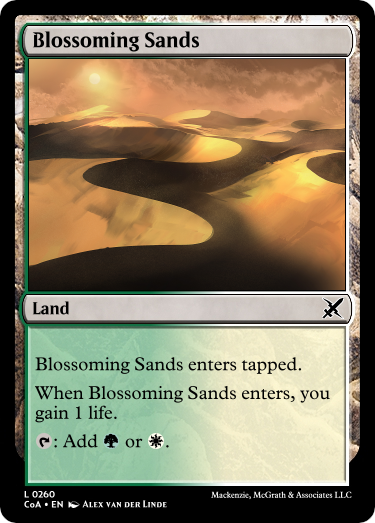 Blossoming Sands
Land
Blossoming Sands enters tapped.
When Blossoming Sands enters, you
gain 1 life.
: Add or .
L 0260
CoA • EN Alex van der Linde
Mackenzie, McGrath & Associates LLC